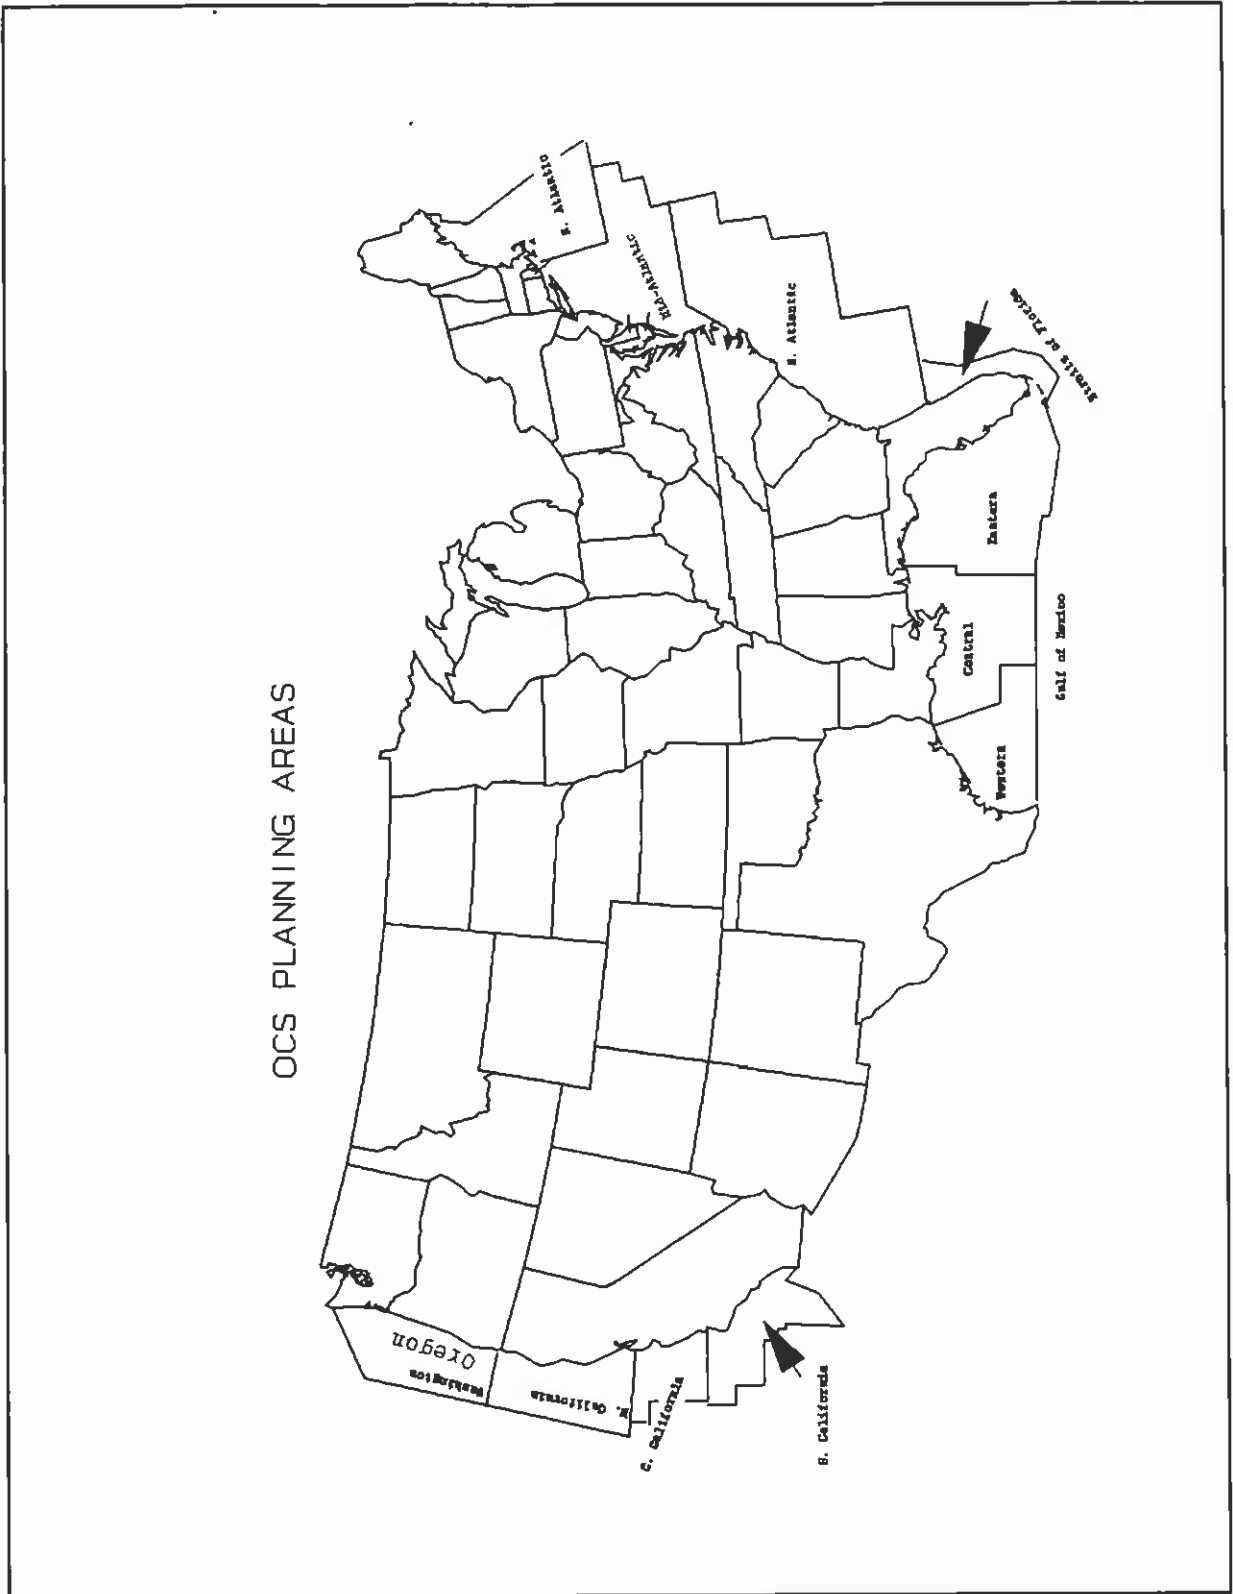 OCS PLANNING AREAS
Washington
Oregon
N. California
C. California
S. California
Western
Central
Eastern
Gulf of Mexico
Straits of Florida
S. Atlantic
Mid-Atlantic
N. Atlantic